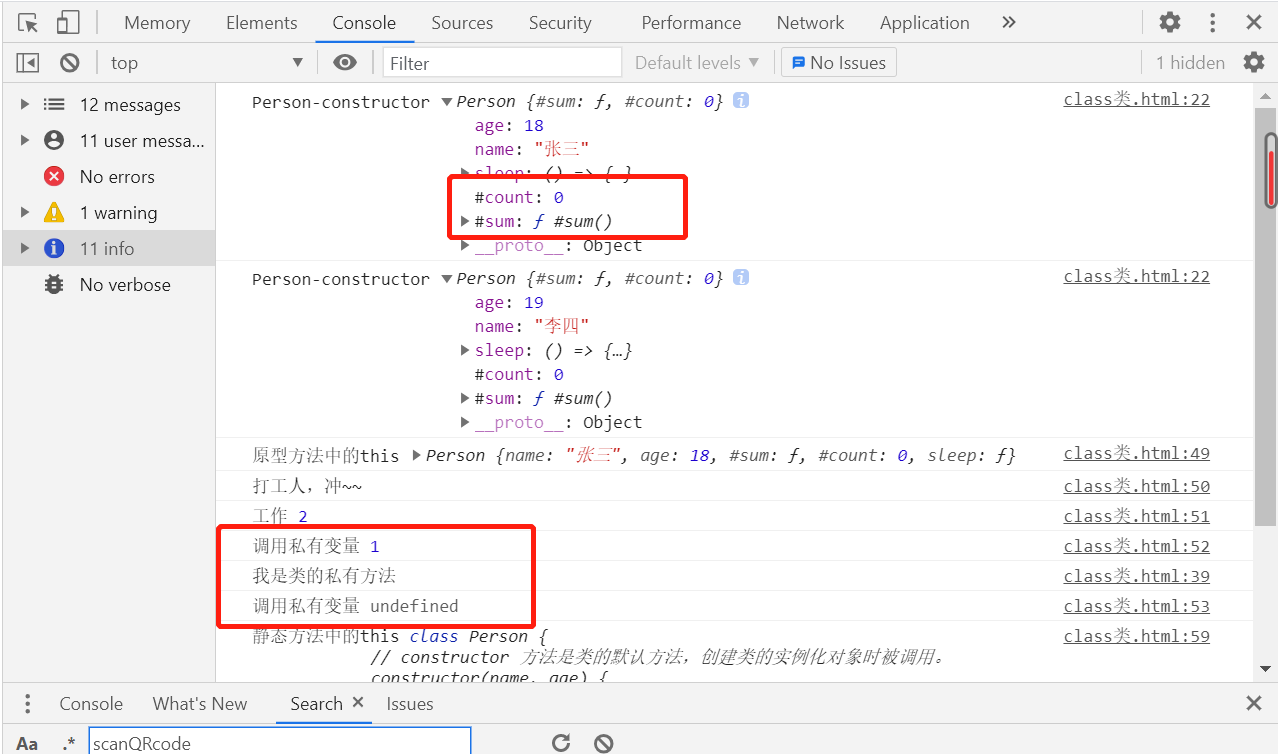 Memory Elements Console Sources Security Performance Network Application »
top ▼ Filter Default levels ▼ No Issues 1 hidden
12 messages
11 user messa...
No errors
1 warning
11 info
No verbose
Person-constructor ▼Person {#sum: ƒ, #count: 0} i class类.html:22
age: 18
name: "张三"
▶sleep: () => {…}
#count: 0
▶#sum: ƒ #sum()
▶__proto__: Object
Person-constructor ▼Person {#sum: ƒ, #count: 0} i class类.html:22
age: 19
name: "李四"
▶sleep: () => {…}
#count: 0
▶#sum: ƒ #sum()
▶__proto__: Object
原型方法中的this ▶Person {name: "张三", age: 18, #sum: ƒ, #count: 0, sleep: ƒ} class类.html:49
打工人，冲~~ class类.html:50
工作 2 class类.html:51
调用私有变量 1 class类.html:52
我是类的私有方法 class类.html:39
调用私有变量 undefined class类.html:53
静态方法中的this class Person { class类.html:59
// constructor 方法是类的默认方法，创建类的实例化对象时被调用。
constructor(name, age) {
Console What's New Search × Issues
Aa .* scanQRcode